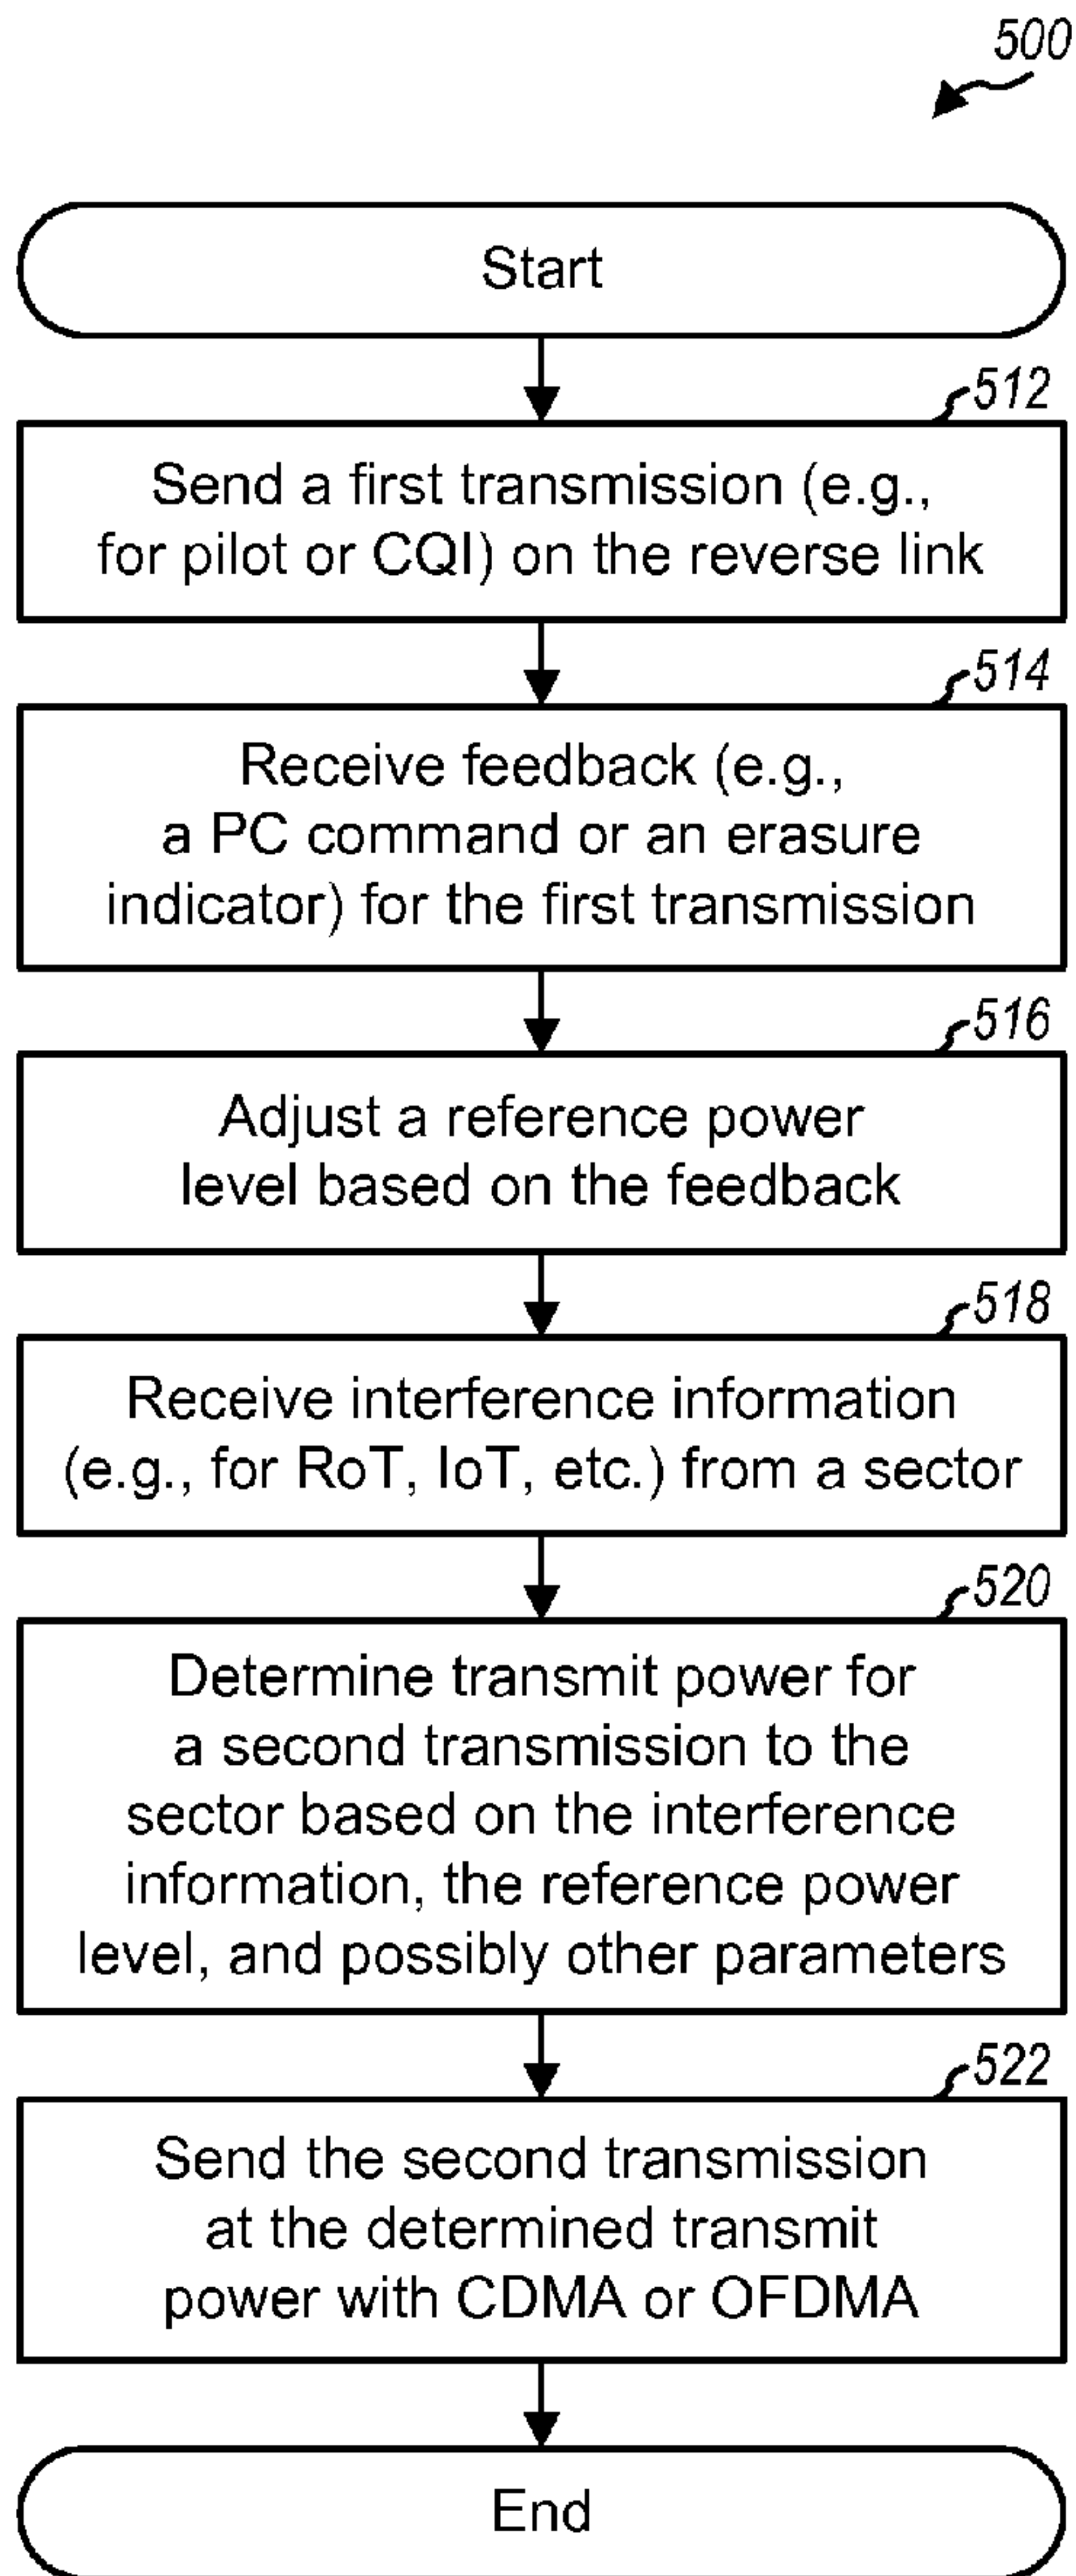 500
Start
512
Send a first transmission (e.g.,
for pilot or CQI) on the reverse link
514
Receive feedback (e.g.,
a PC command or an erasure
indicator) for the first transmission
516
Adjust a reference power
level based on the feedback
518
Receive interference information
(e.g., for RoT, IoT, etc.) from a sector
520
Determine transmit power for
a second transmission to the
sector based on the interference
information, the reference power
level, and possibly other parameters
522
Send the second transmission
at the determined transmit
power with CDMA or OFDMA
End